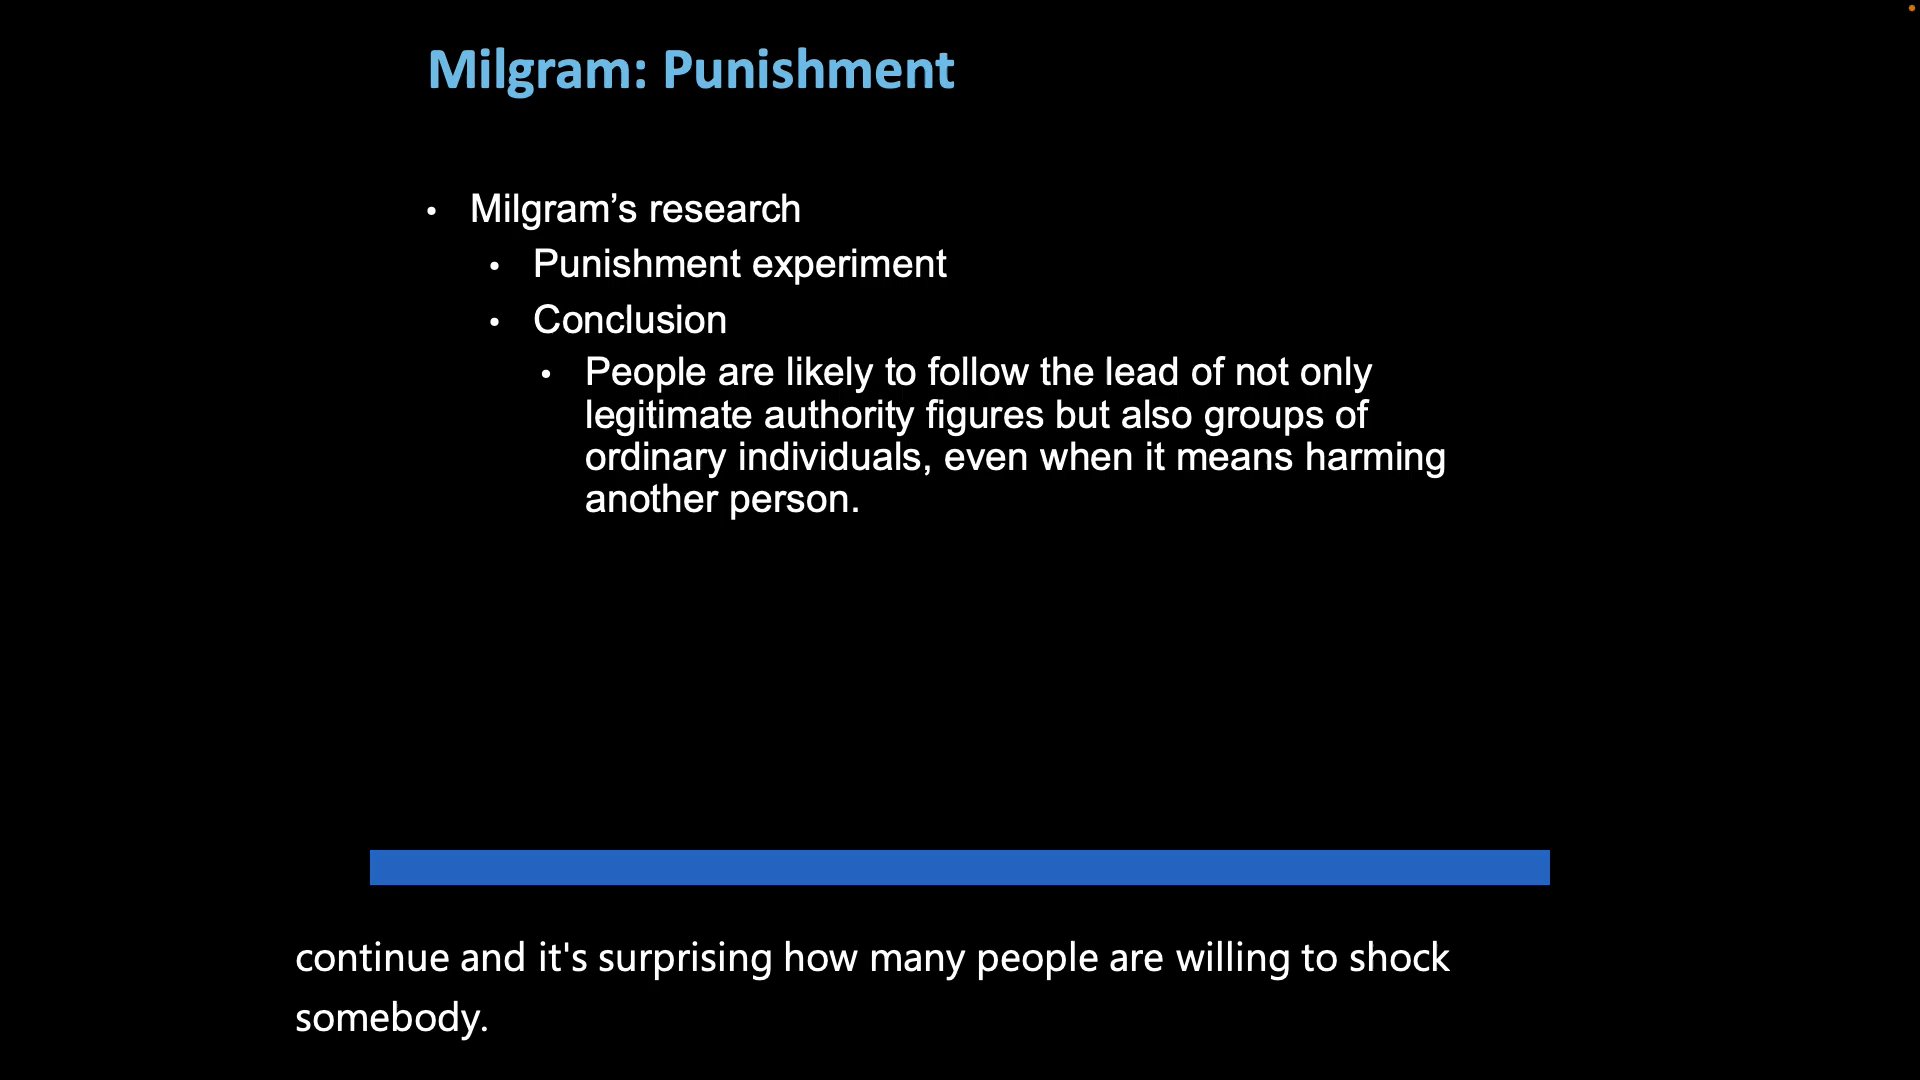 Milgram: Punishment
• Milgram’s research
• Punishment experiment
• Conclusion
• People are likely to follow the lead of not only
legitimate authority figures but also groups of
ordinary individuals, even when it means harming
another person.
continue and it's surprising how many people are willing to shock
somebody.